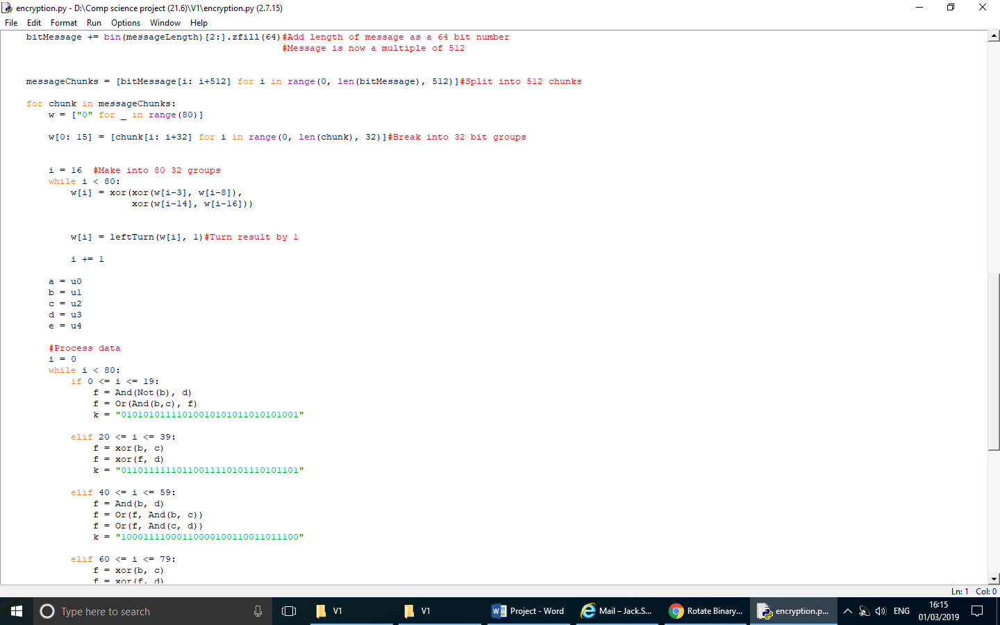 encryption.py - D:\Comp science project (21.6)\V1\encryption.py (2.7.15)
File Edit Format Run Options Window Help
bitMessage += bin(messageLength)[2:].zfill(64)#Add length of message as a 64 bit number
#Message is now a multiple of 512
messageChunks = [bitMessage[i: i+512] for i in range(0, len(bitMessage), 512)]#Split into 512 chunks
for chunk in messageChunks:
w = ["0" for _ in range(80)]
w[0: 15] = [chunk[i: i+32] for i in range(0, len(chunk), 32)]#Break into 32 bit groups
i = 16 #Make into 80 32 groups
while i < 80:
w[i] = xor(xor(w[i-3], w[i-8]),
xor(w[i-14], w[i-16]))
w[i] = leftTurn(w[i], 1)#Turn result by 1
i += 1
a = u0
b = u1
c = u2
d = u3
e = u4
#Process data
i = 0
while i < 80:
if 0 <= i <= 19:
f = And(Not(b), d)
f = Or(And(b,c), f)
k = "01010101111010010101011010101001"
elif 20 <= i <= 39:
f = xor(b, c)
f = xor(f, d)
k = "01101111110110011110101110101101"
elif 40 <= i <= 59:
f = And(b, d)
f = Or(f, And(b, c))
f = Or(f, And(c, d))
k = "10001111000110000100110011011100"
elif 60 <= i <= 79:
f = xor(b, c)
f = xor(f, d)
Ln: 1 Col: 0
Type here to search
V1
V1
Project - Word
Mail – Jack.S...
Rotate Binary...
encryption.p...
ENG
16:15
01/03/2019